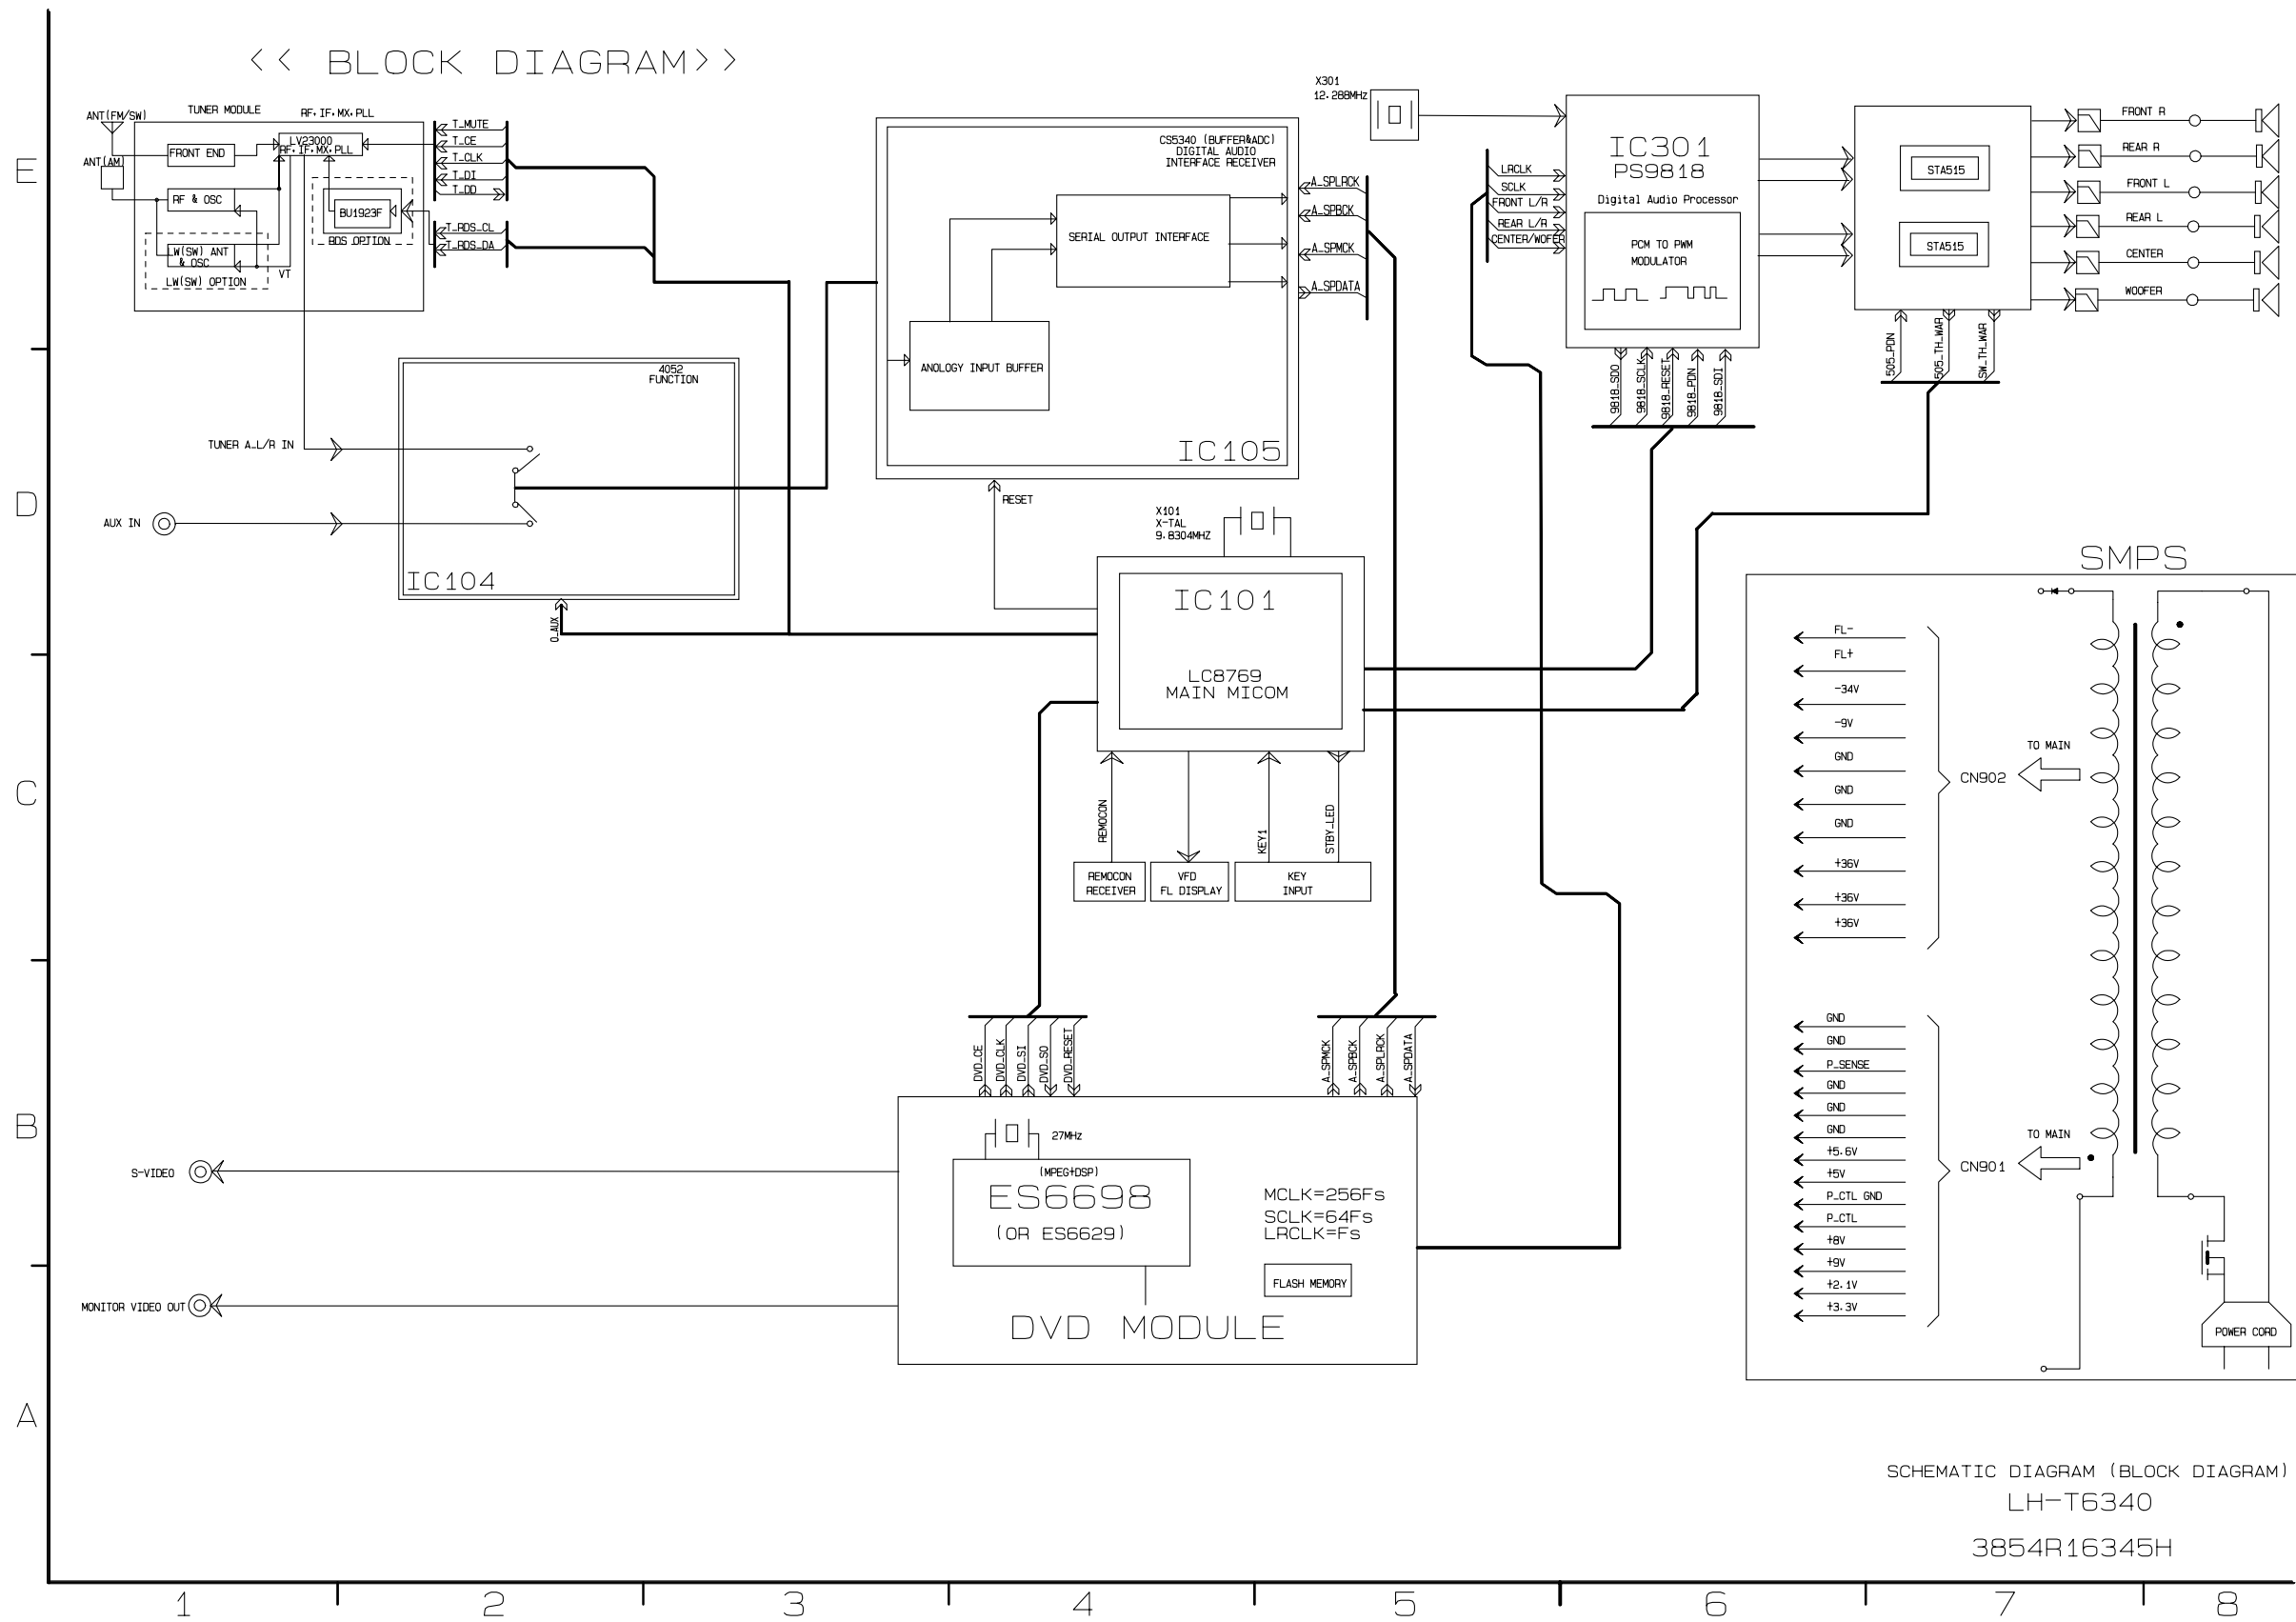 << BLOCK DIAGRAM>>
ANT(FM/SW)
TUNER MODULE
RF.IF.MX.PLL
ANT(AM)
FRONT END
LV23000
RF.IF.MX.PLL
RF & OSC
BU1923F
RDS OPTION
LW(SW) ANT
& OSC
LW(SW) OPTION
VT
T_MUTE
T_CE
T_CLK
T_DI
T_DO
T_RDS_CL
T_RDS_DA
CS5340 (BUFFER&ADC)
DIGITAL AUDIO
INTERFACE RECEIVER
SERIAL OUTPUT INTERFACE
ANOLOGY INPUT BUFFER
IC105
A_SPLRCK
A_SPBCK
A_SPMCK
A_SPDATA
X301
12.288MHz
LRCLK
SCLK
FRONT L/R
REAR L/R
CENTER/WOFER
IC301
PS9818
Digital Audio Processor
PCM TO PWM
MODULATOR
9818_SDO
9818_SCLK
9818_RESET
9818_PDN
9818_SDI
STA515
STA515
505_PDN
505_TH_WAR
SW_TH_WAR
FRONT R
REAR R
FRONT L
REAR L
CENTER
WOOFER
4052
FUNCTION
TUNER A_L/R IN
AUX IN
IC104
O_AUX
RESET
X101
X-TAL
9.8304MHZ
IC101
LC8769
MAIN MICOM
REMOCON
KEY1
STBY_LED
REMOCON
RECEIVER
VFD
FL DISPLAY
KEY
INPUT
SMPS
FL-
FL+
-34V
-9V
GND
GND
GND
+36V
+36V
+36V
CN902
TO MAIN
GND
GND
P_SENSE
GND
GND
GND
+5.6V
+5V
P_CTL GND
P_CTL
+8V
+9V
+2.1V
+3.3V
CN901
TO MAIN
POWER CORD
DVD_CE
DVD_CLK
DVD_SI
DVD_SO
DVD_RESET
A_SPMCK
A_SPBCK
A_SPLRCK
A_SPDATA
27MHz
(MPEG+DSP)
ES6698
(OR ES6629)
MCLK=256Fs
SCLK=64Fs
LRCLK=Fs
FLASH MEMORY
DVD MODULE
S-VIDEO
MONITOR VIDEO OUT
SCHEMATIC DIAGRAM (BLOCK DIAGRAM)
LH-T6340
3854R16345H
E
D
C
B
A
1 2 3 4 5 6 7 8